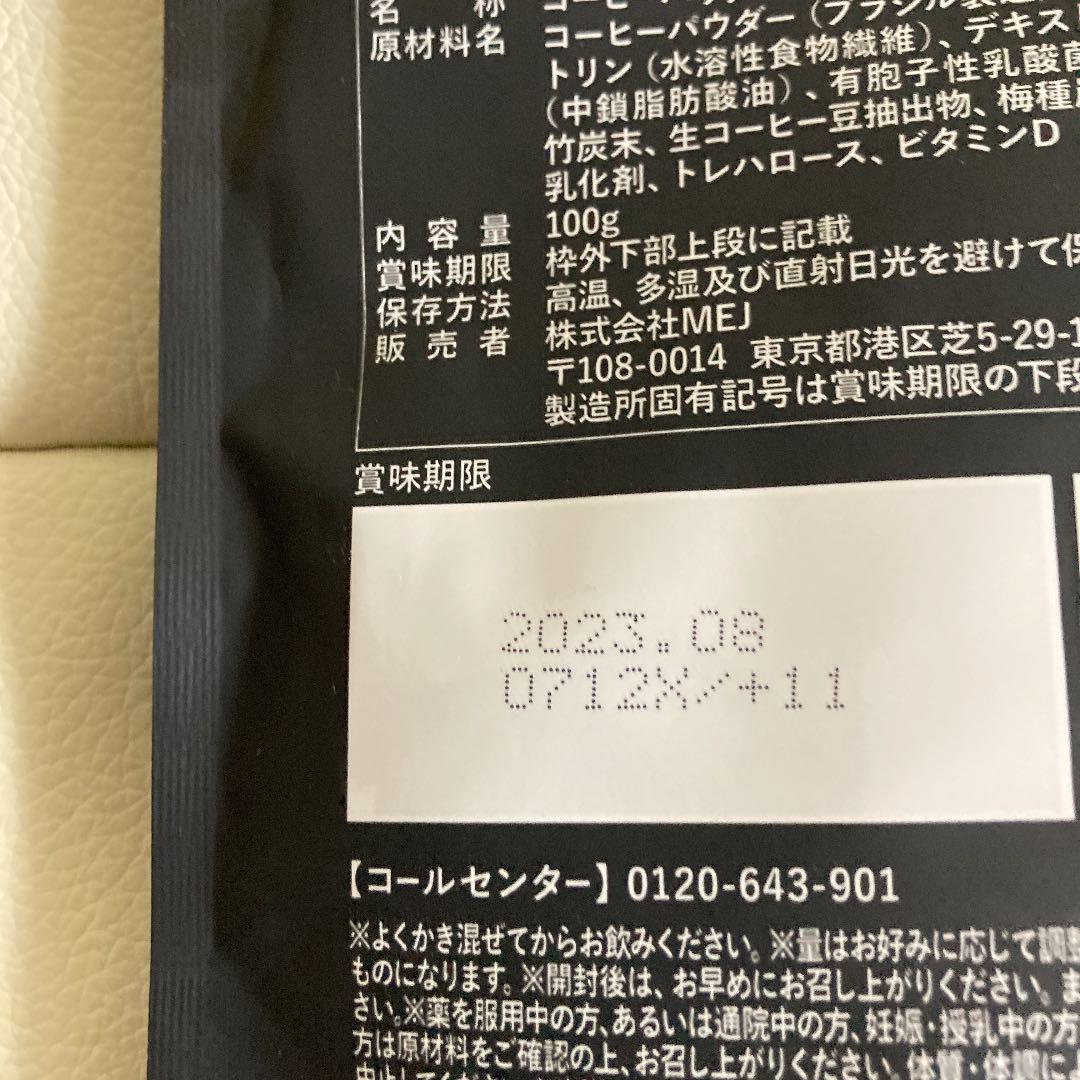 名称
原材料名 コーヒーパウダー（ブラジル製造
トリン（水溶性食物繊維）、デキスト
（中鎖脂肪酸油）、有胞子性乳酸菌
竹炭末、生コーヒー豆抽出物、梅種
乳化剤、トレハロース、ビタミンD
内容量 100g
賞味期限 枠外下部上段に記載
保存方法 高温、多湿及び直射日光を避けて保
販売者 株式会社MEJ
〒108-0014 東京都港区芝5-29-1
製造所固有記号は賞味期限の下段
賞味期限
2023.08
0712X/+11
【コールセンター】0120-643-901
※よくかき混ぜてからお飲みください。※量はお好みに応じて調整
ものになります。※開封後は、お早めにお召し上がりください。ま
さい。※薬を服用中の方、あるいは通院中の方、妊娠・授乳中の方
方は原材料をご確認の上、お召し上がりください。体質・体調によ